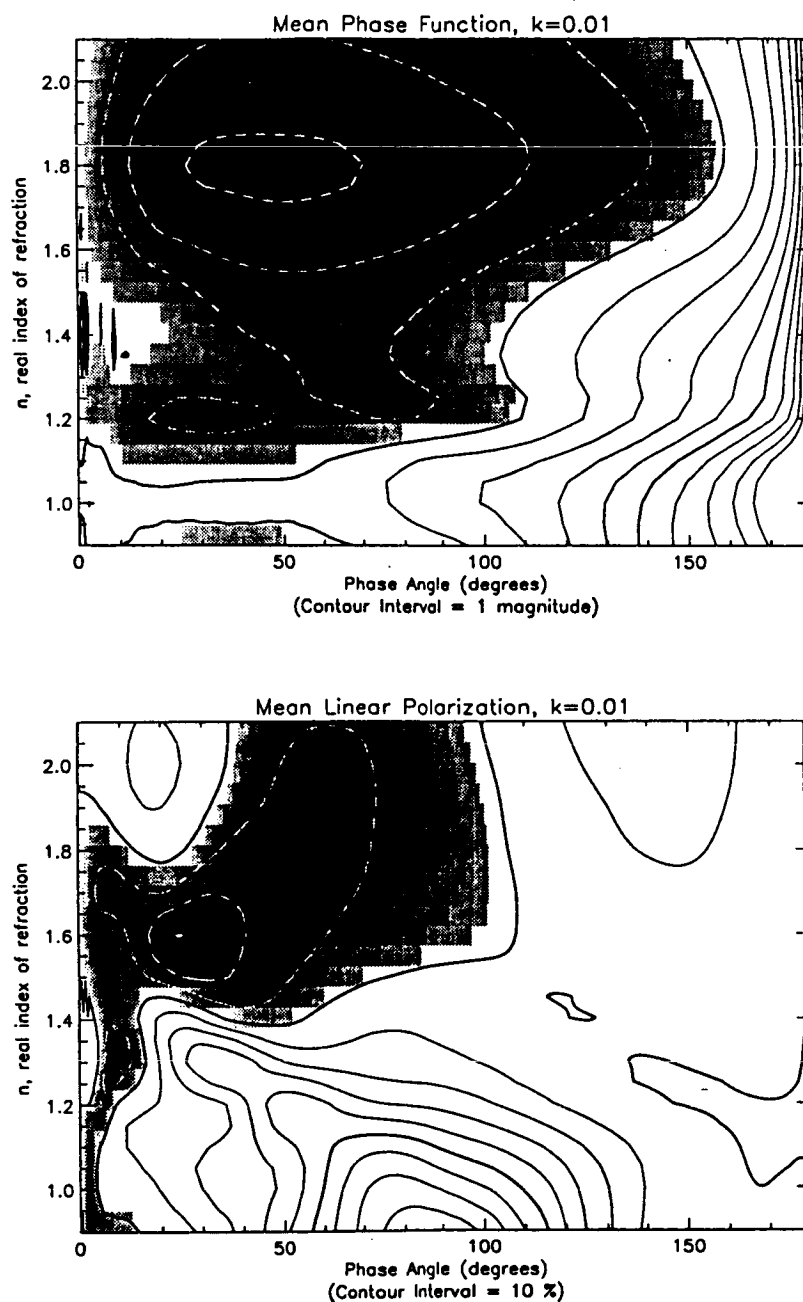 Mean Phase Function, k=0.01
n, real index of refraction
2.0
1.8
1.6
1.4
1.2
1.0
0 50 100 150
Phase Angle (degrees)
(Contour Interval = 1 magnitude)
Mean Linear Polarization, k=0.01
n, real index of refraction
2.0
1.8
1.6
1.4
1.2
1.0
0 50 100 150
Phase Angle (degrees)
(Contour Interval = 10 %)